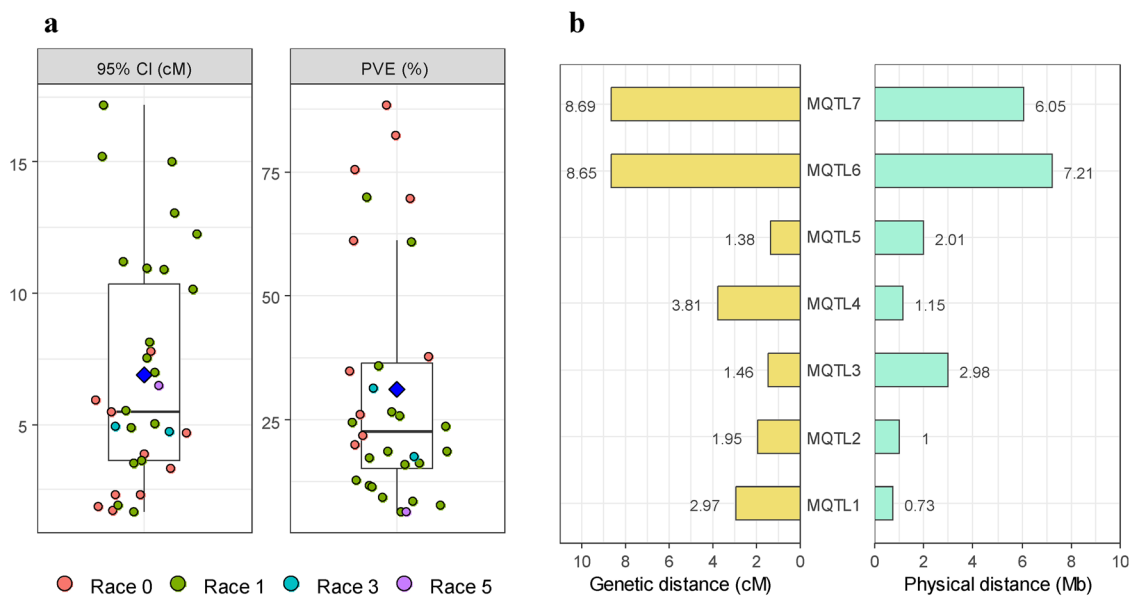 a
95% CI (cM)
PVE (%)
15
10
5
75
50
25
Race 0
Race 1
Race 3
Race 5
b
8.69
MQTL7
6.05
8.65
MQTL6
7.21
1.38
MQTL5
2.01
3.81
MQTL4
1.15
1.46
MQTL3
2.98
1.95
MQTL2
1
2.97
MQTL1
0.73
10 8 6 4 2 0
0 2 4 6 8 10
Genetic distance (cM)
Physical distance (Mb)